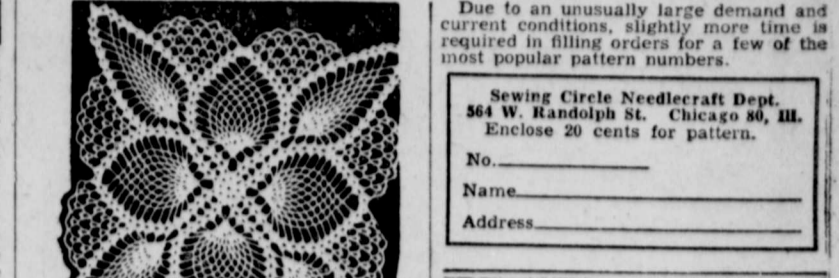 Due to an unusually large demand and
current conditions, slightly more time is
required in filling orders for a few of the
most popular pattern numbers.
Sewing Circle Needlecraft Dept.
564 W. Randolph St. Chicago 80, Ill.
Enclose 20 cents for pattern.
No.
Name
Address